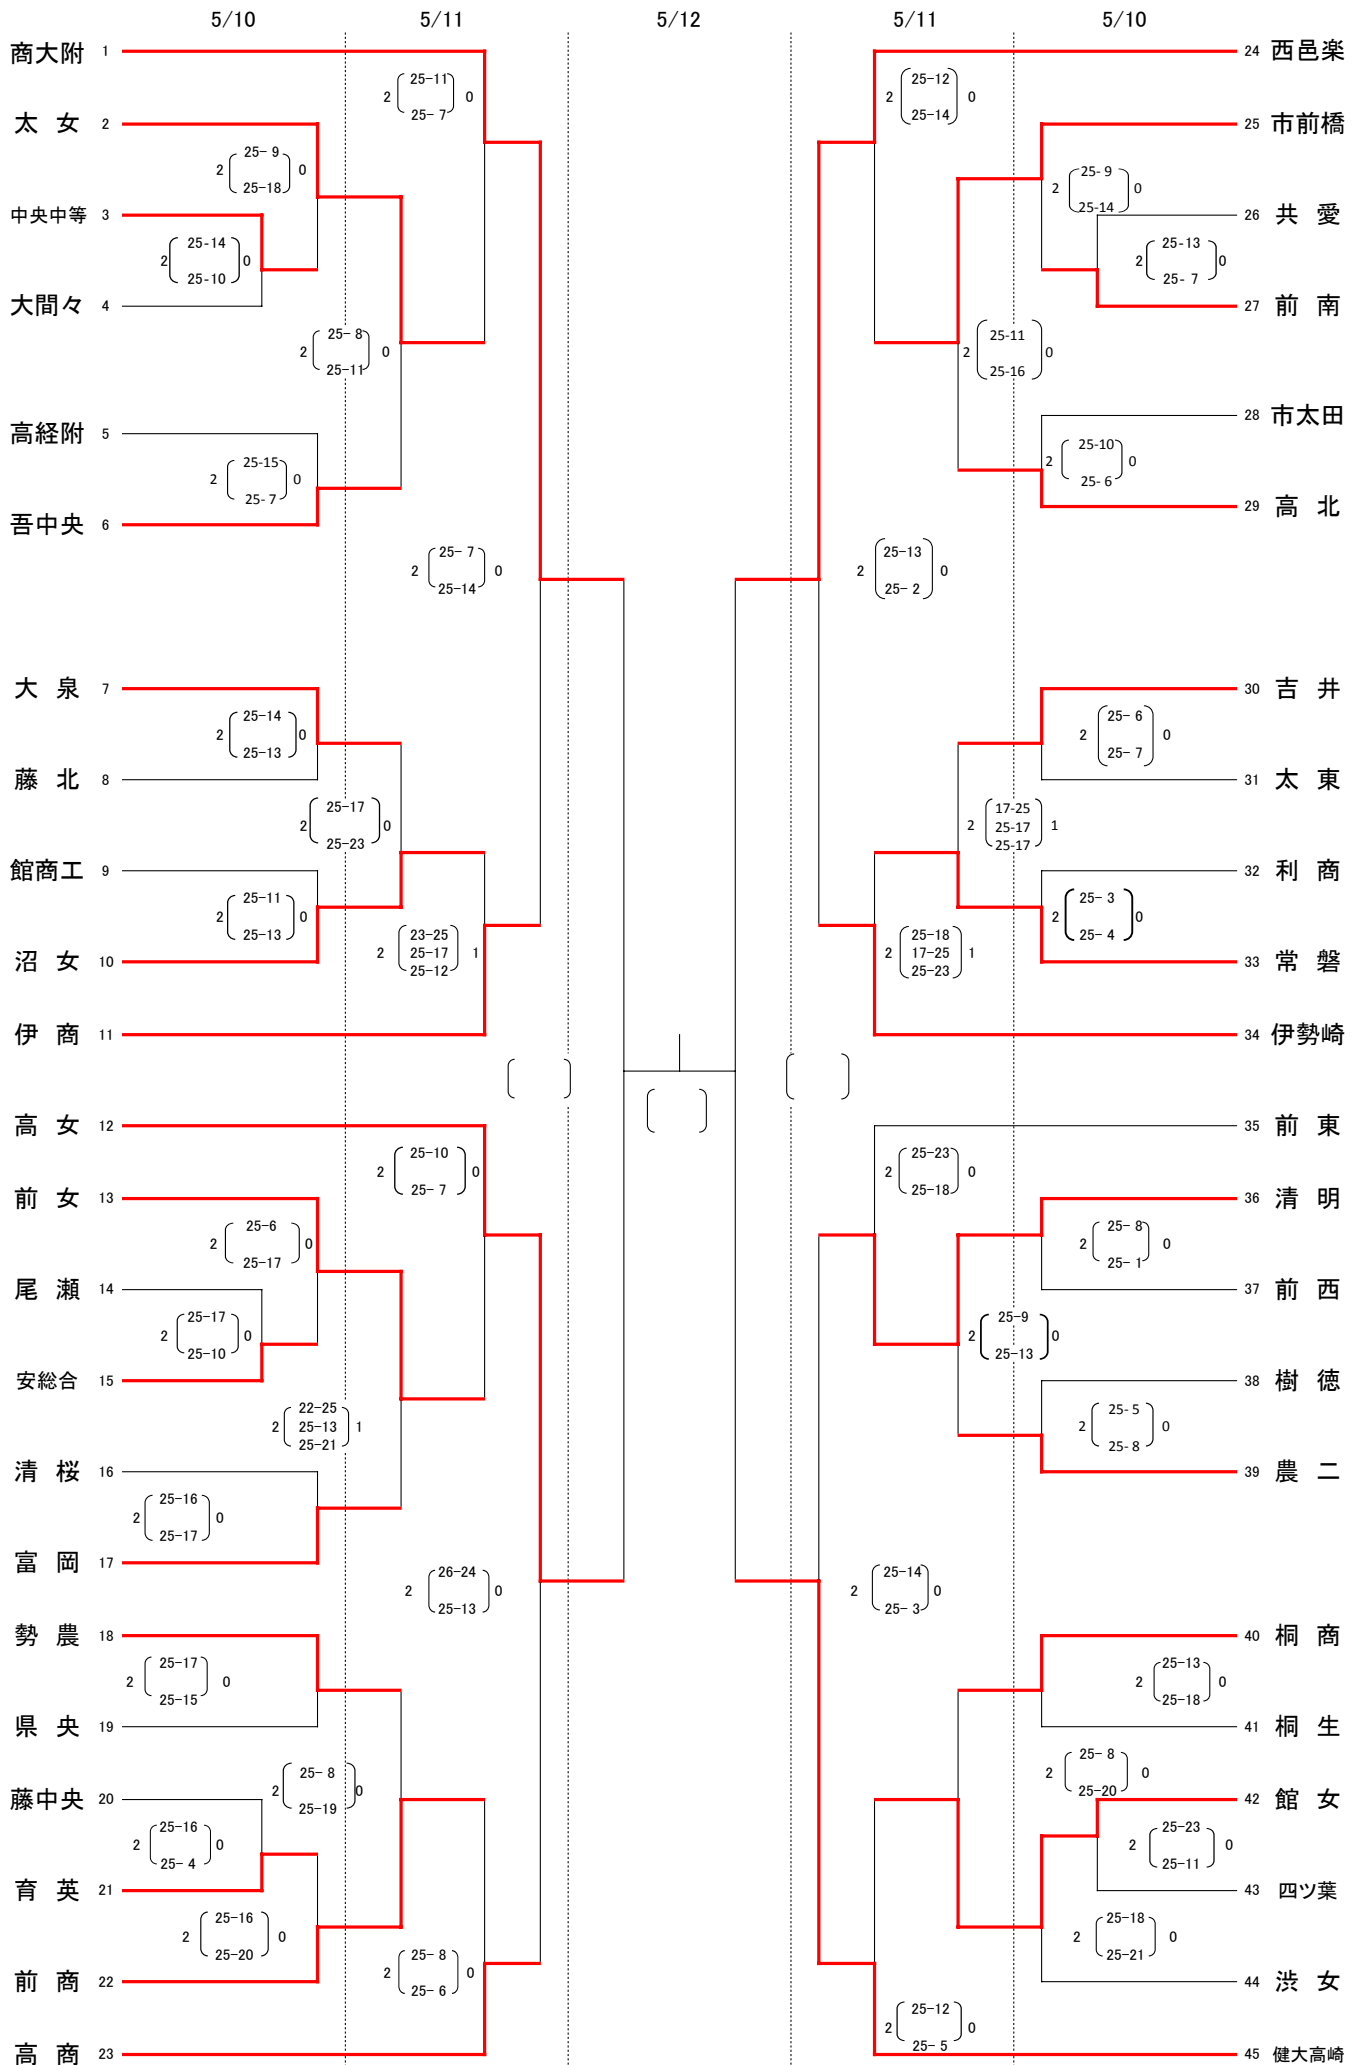 5/10 5/11 5/12 5/11 5/10
商大附 1
太 女 2
中央中等 3
大間々 4
高経附 5
吾中央 6
大 泉 7
藤 北 8
館商工 9
沼 女 10
伊 商 11
高 女 12
前 女 13
尾 瀬 14
安総合 15
清 桜 16
富 岡 17
勢 農 18
県 央 19
藤中央 20
育 英 21
前 商 22
高 商 23
25- 9
2 0
25-18
25-14
2 0
25-10
25-15
2 0
25- 7
25-14
2 0
25-13
25-11
2 0
25-13
25-6
2 0
25-17
25-17
2 0
25-10
25-16
2 0
25-17
25-17
2 0
25-15
25-16
2 0
25- 4
25-16
2 0
25-20
25- 8
2 0
25-11
25-17
2 0
25-23
22-25
2 25-13 1
25-21
25- 8
2 0
25-19
25-11
2 0
25- 7
25- 7
2 0
25-14
23-25
2 25-17 1
25-12
25-10
2 0
25- 7
26-24
2 0
25-13
25- 8
2 0
25- 6
25-12
2 0
25-14
25-13
2 0
25- 2
25-18
2 17-25 1
25-23
25-23
2 0
25-18
25-14
2 0
25- 3
25-12
2 0
25- 5
25-11
2 0
25-16
17-25
2 25-17 1
25-17
25-9
2 0
25-13
25- 8
2 0
25-20
25- 9
2 0
25-14
25-13
2 0
25- 7
25-10
2 0
25- 6
25- 6
2 0
25- 7
25- 3
2 0
25- 4
25- 8
2 0
25- 1
25- 5
2 0
25- 8
25-13
2 0
25-18
25-23
2 0
25-11
25-18
2 0
25-21
24 西邑楽
25 市前橋
26 共 愛
27 前 南
28 市太田
29 高 北
30 吉 井
31 太 東
32 利 商
33 常 磐
34 伊勢崎
35 前 東
36 清 明
37 前 西
38 樹 徳
39 農 二
40 桐 商
41 桐 生
42 館 女
43 四ツ葉
44 渋 女
45 健大高崎